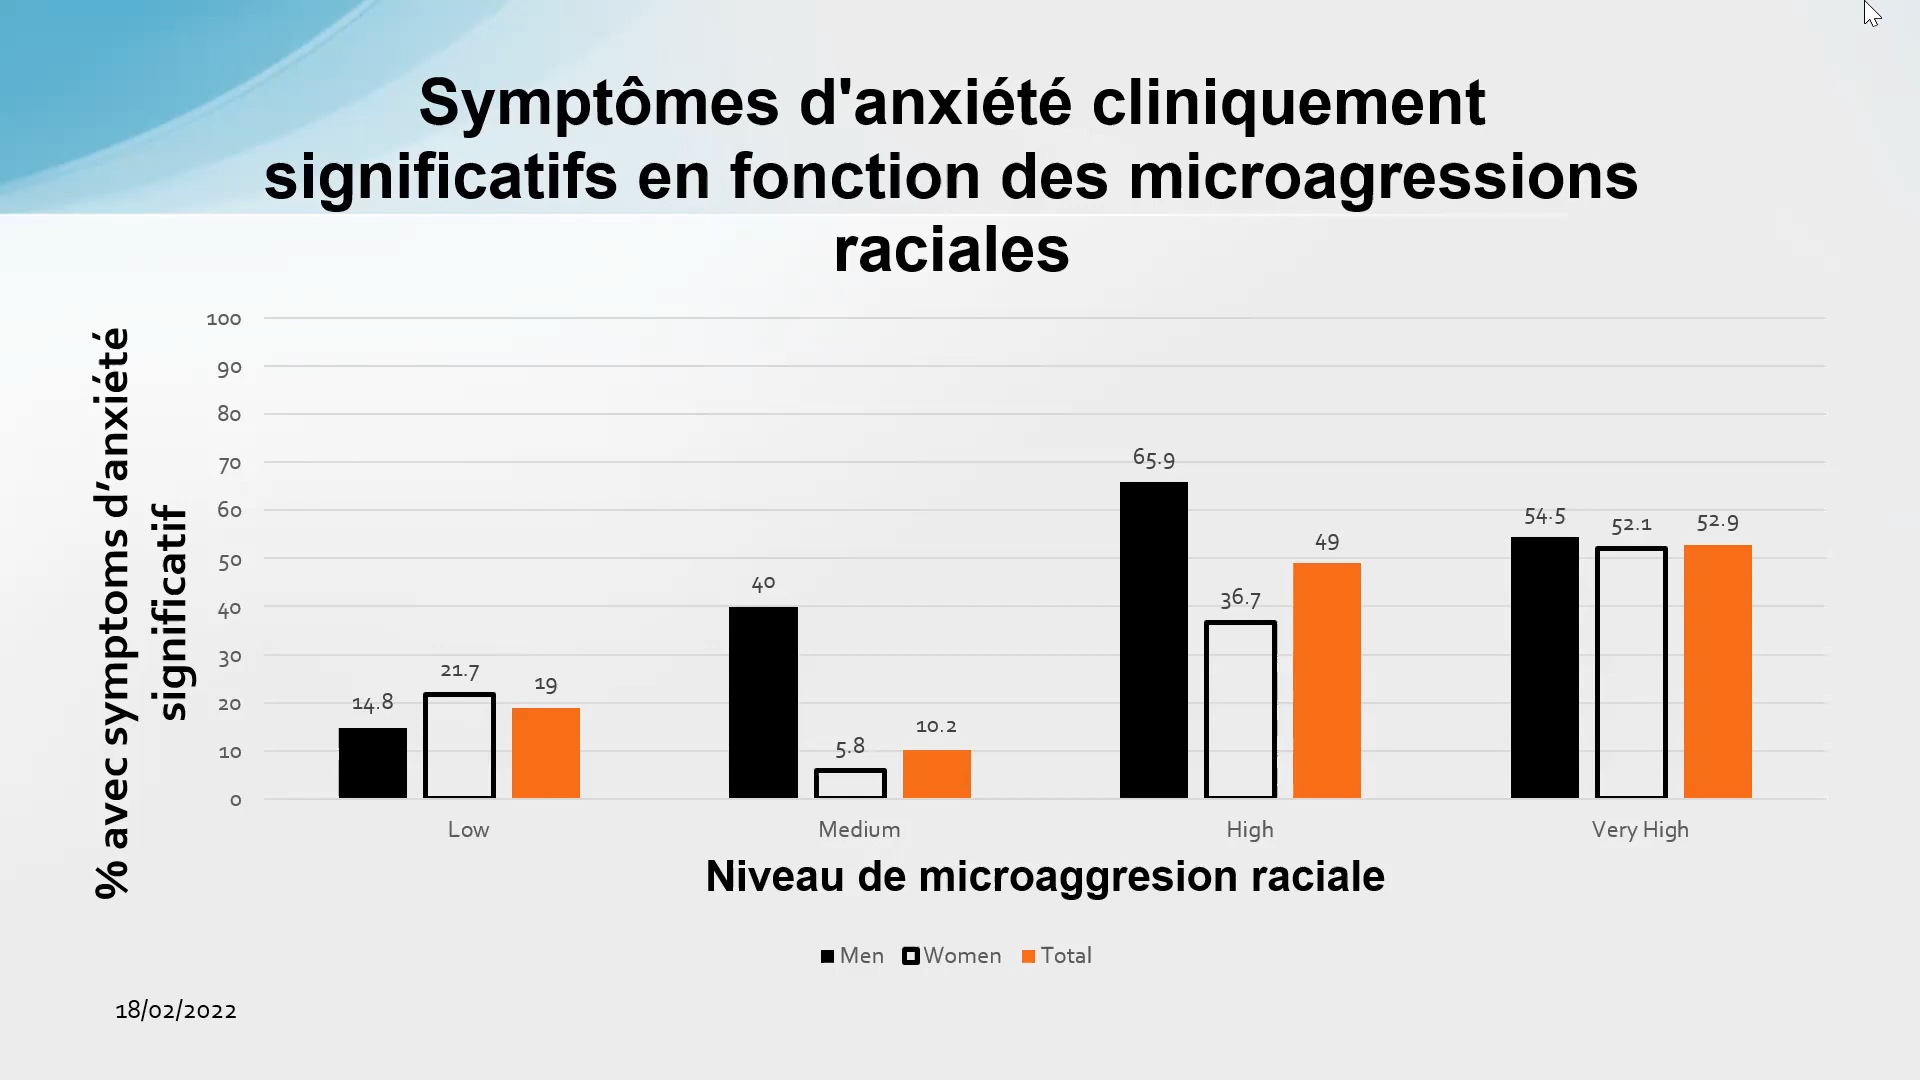 Symptômes d'anxiété cliniquement
significatifs en fonction des microagressions
raciales
% avec symptoms d’anxiété
significatif
100
90
80
70
60
50
40
30
20
10
0
14.8
21.7
19
40
5.8
10.2
65.9
36.7
49
54.5
52.1
52.9
Low
Medium
High
Very High
Niveau de microaggresion raciale
Men
Women
Total
18/02/2022